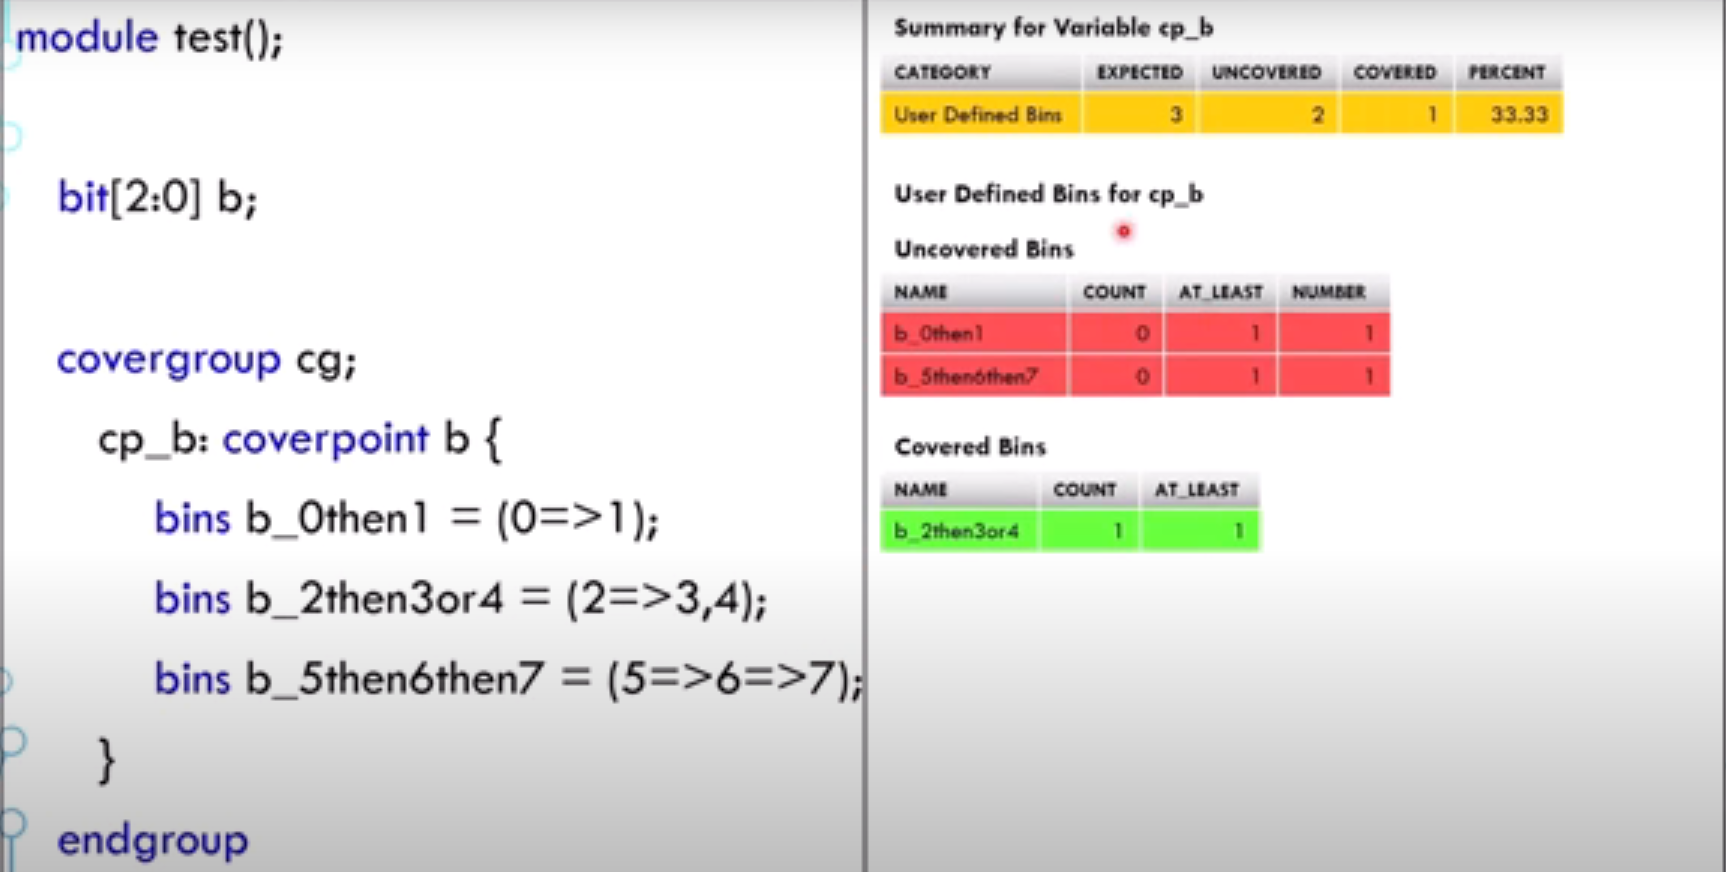 module test();
bit[2:0] b;
covergroup cg;
cp_b: coverpoint b {
bins b_0then1 = (0=>1);
bins b_2then3or4 = (2=>3,4);
bins b_5then6then7 = (5=>6=>7);
}
endgroup
Summary for Variable cp_b
CATEGORY EXPECTED UNCOVERED COVERED PERCENT
User Defined Bins 3 2 1 33.33
User Defined Bins for cp_b
Uncovered Bins
NAME COUNT AT_LEAST NUMBER
b_0then1 0 1 1
b_5then6then7 0 1 1
Covered Bins
NAME COUNT AT_LEAST
b_2then3or4 1 1